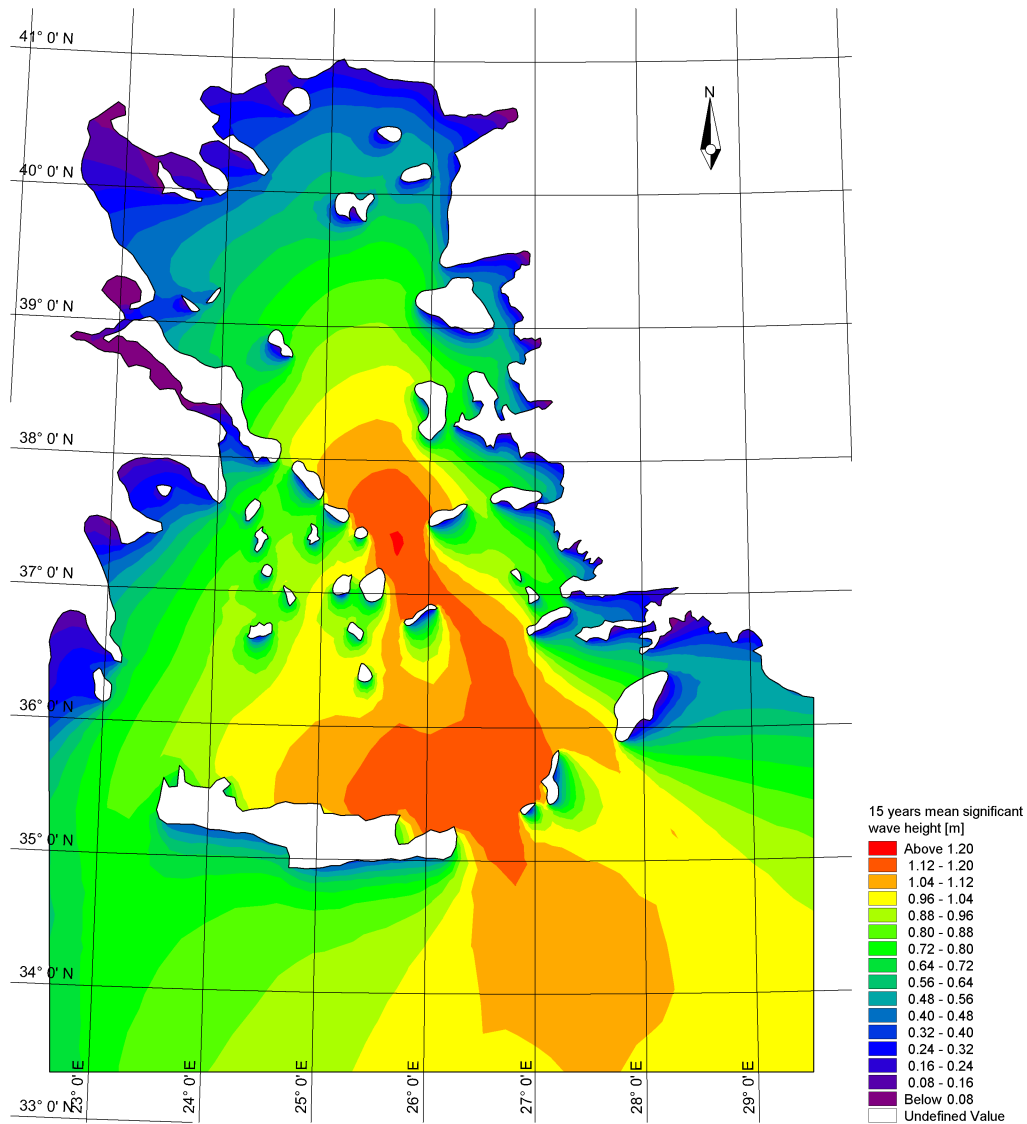 41° 0' N
N
40° 0' N
39° 0' N
38° 0' N
37° 0' N
36° 0' N
35° 0' N
34° 0' N
33° 0' N
23° 0' E
24° 0' E
25° 0' E
26° 0' E
27° 0' E
28° 0' E
29° 0' E
15 years mean significant
wave height [m]
Above 1.20
1.12 - 1.20
1.04 - 1.12
0.96 - 1.04
0.88 - 0.96
0.80 - 0.88
0.72 - 0.80
0.64 - 0.72
0.56 - 0.64
0.48 - 0.56
0.40 - 0.48
0.32 - 0.40
0.24 - 0.32
0.16 - 0.24
0.08 - 0.16
Below 0.08
Undefined Value